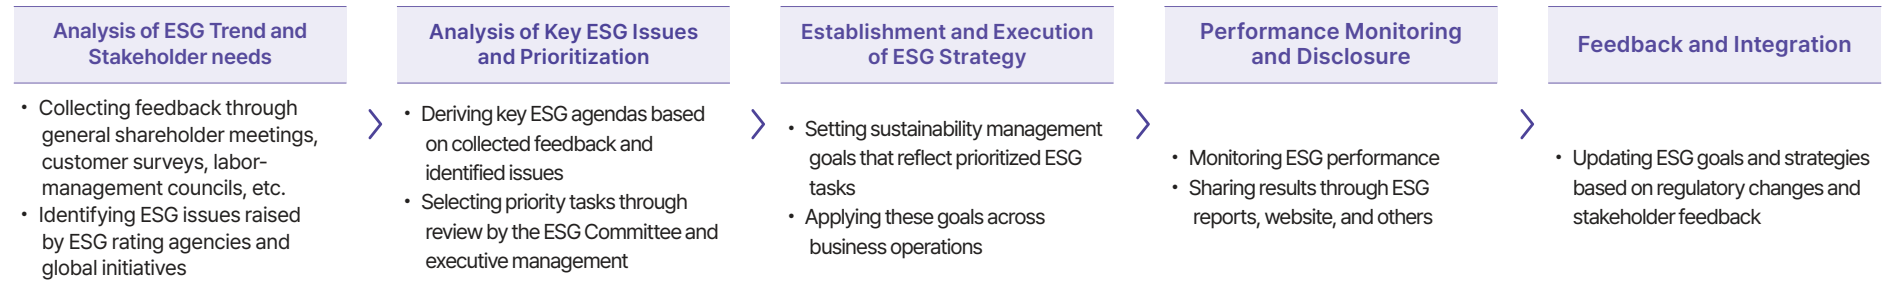 Analysis of ESG Trend and
Stakeholder needs
• Collecting feedback through
general shareholder meetings,
customer surveys, labor-
management councils, etc.
• Identifying ESG issues raised
by ESG rating agencies and
global initiatives
Analysis of Key ESG Issues
and Prioritization
• Deriving key ESG agendas based
on collected feedback and
identified issues
• Selecting priority tasks through
review by the ESG Committee and
executive management
Establishment and Execution
of ESG Strategy
• Setting sustainability management
goals that reflect prioritized ESG
tasks
• Applying these goals across
business operations
Performance Monitoring
and Disclosure
• Monitoring ESG performance
• Sharing results through ESG
reports, website, and others
Feedback and Integration
• Updating ESG goals and strategies
based on regulatory changes and
stakeholder feedback